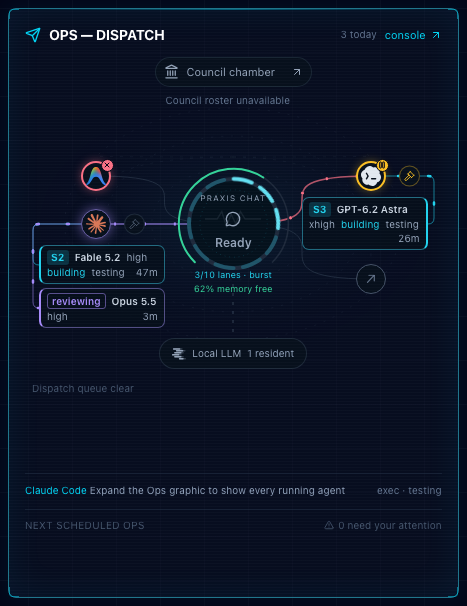 OPS — DISPATCH
3 today console
Council chamber
Council roster unavailable
PRAXIS CHAT
Ready
3/10 lanes · burst
62% memory free
S2 Fable 5.2 high
building testing 47m
reviewing Opus 5.5
high 3m
S3 GPT-6.2 Astra
xhigh building testing
26m
Local LLM 1 resident
Dispatch queue clear
Claude Code Expand the Ops graphic to show every running agent exec · testing
NEXT SCHEDULED OPS 0 need your attention